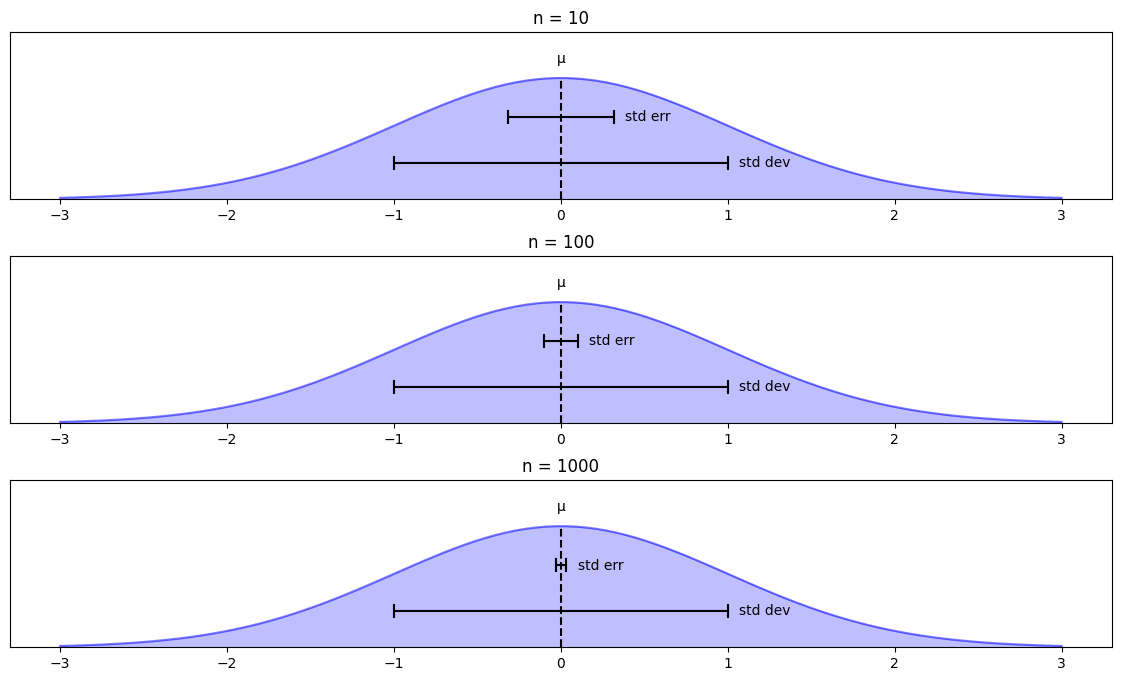 n = 10
μ
std err
std dev
−3 −2 −1 0 1 2 3
n = 100
μ
std err
std dev
−3 −2 −1 0 1 2 3
n = 1000
μ
std err
std dev
−3 −2 −1 0 1 2 3